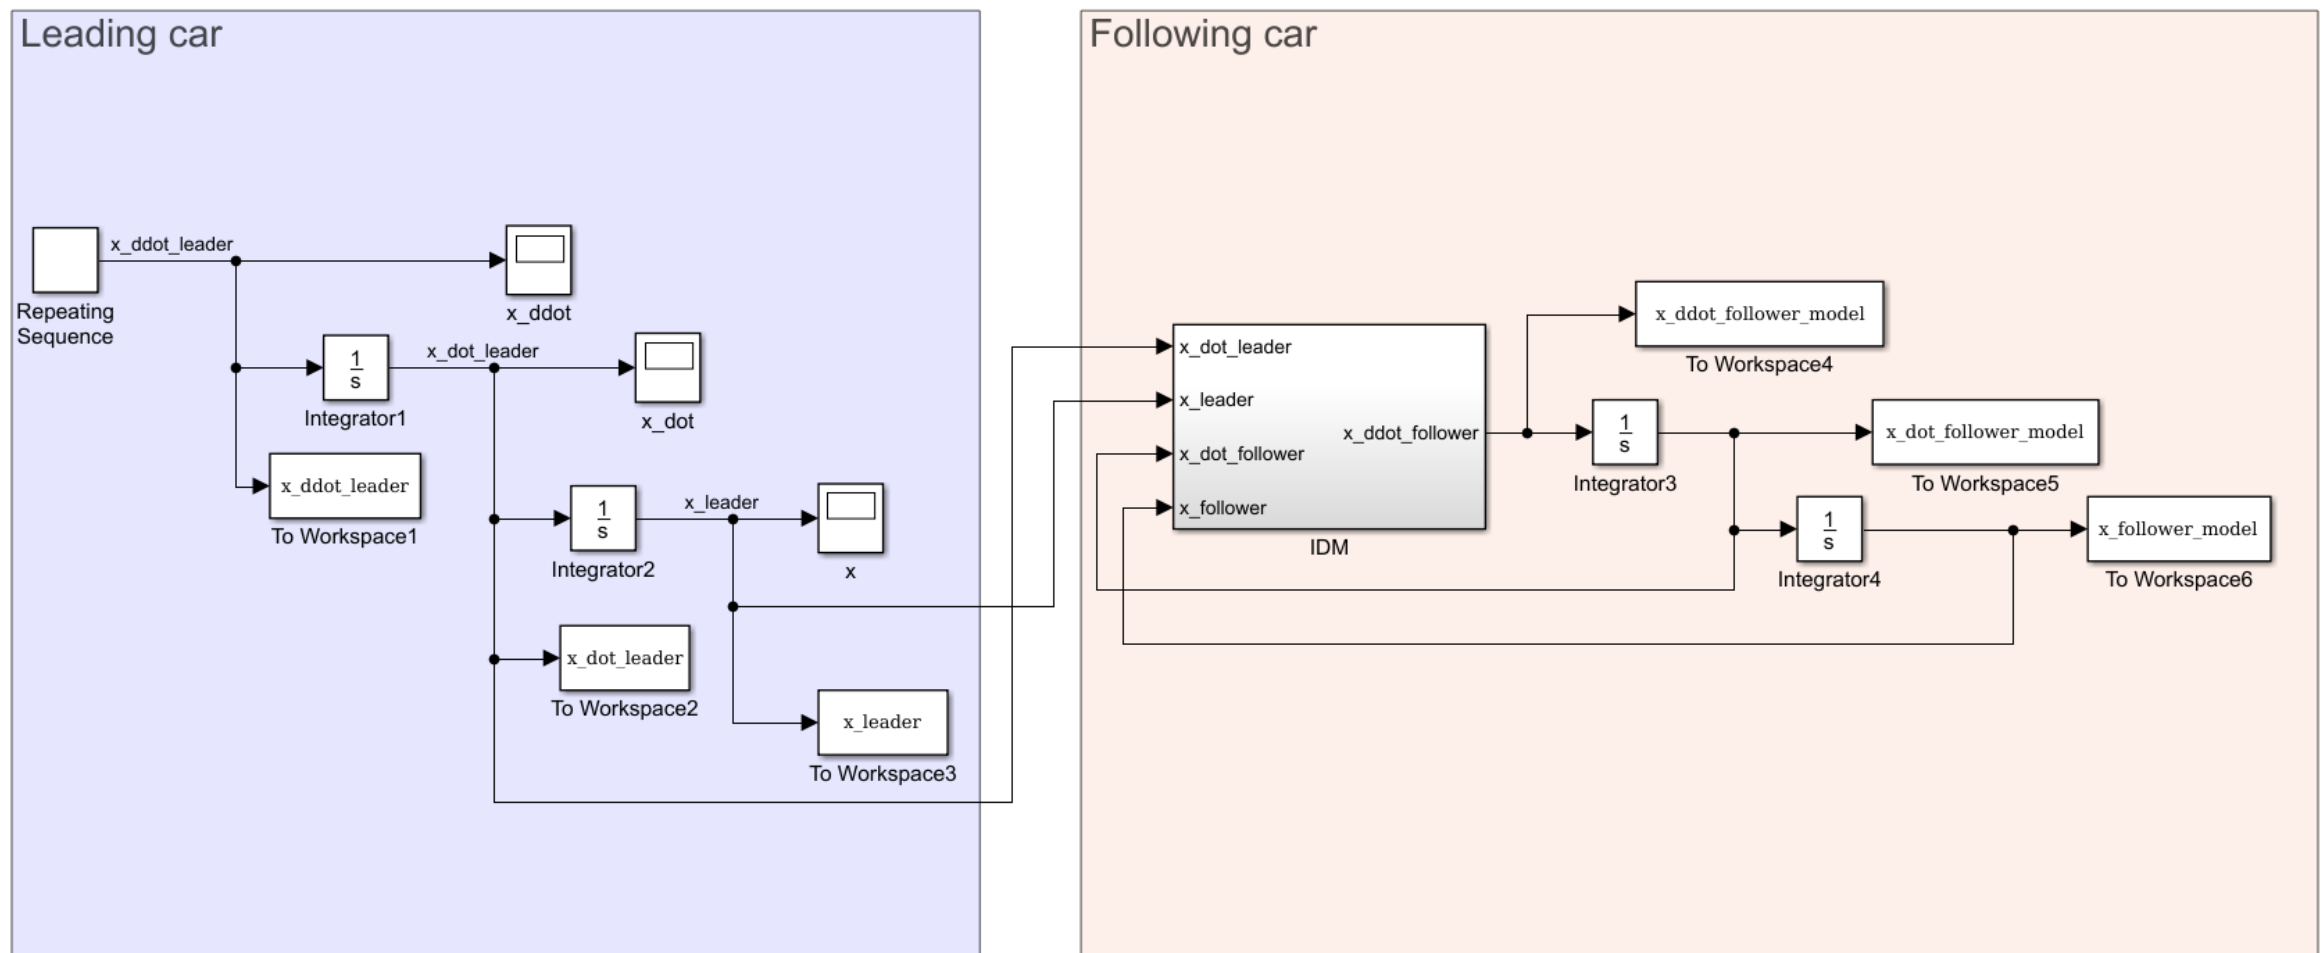 Leading car
x_ddot_leader
Repeating
Sequence
x_ddot
1
s
Integrator1
x_dot_leader
x_dot
x_ddot_leader
To Workspace1
1
s
Integrator2
x_leader
x
x_dot_leader
To Workspace2
x_leader
To Workspace3
Following car
x_dot_leader
x_leader
x_dot_follower
x_follower
x_ddot_follower
IDM
x_ddot_follower_model
To Workspace4
1
s
Integrator3
x_dot_follower_model
To Workspace5
1
s
Integrator4
x_follower_model
To Workspace6